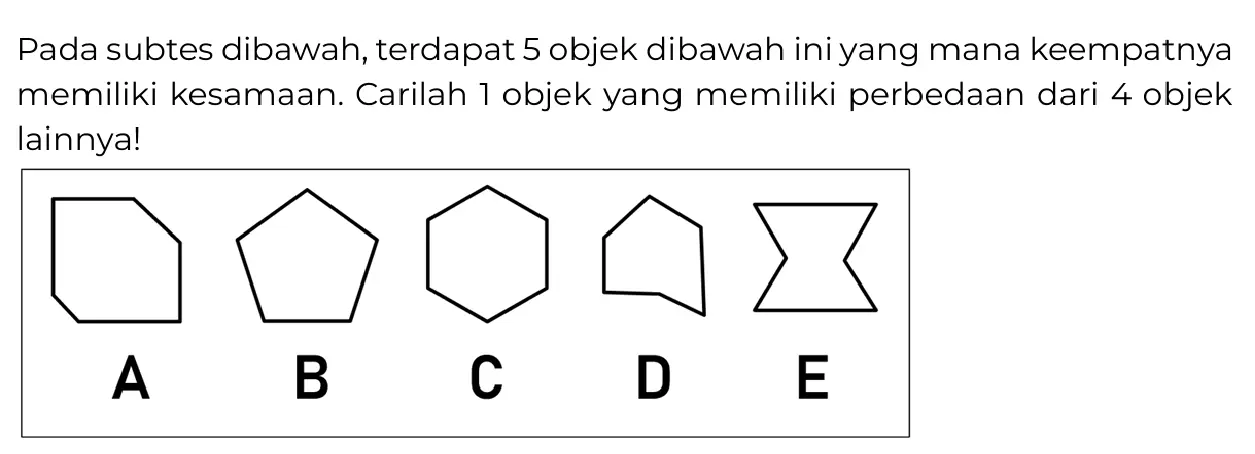 Pada subtes dibawah, terdapat 5 objek dibawah ini yang mana keempatnya
memiliki kesamaan. Carilah 1 objek yang memiliki perbedaan dari 4 objek
lainnya!
A B C D E